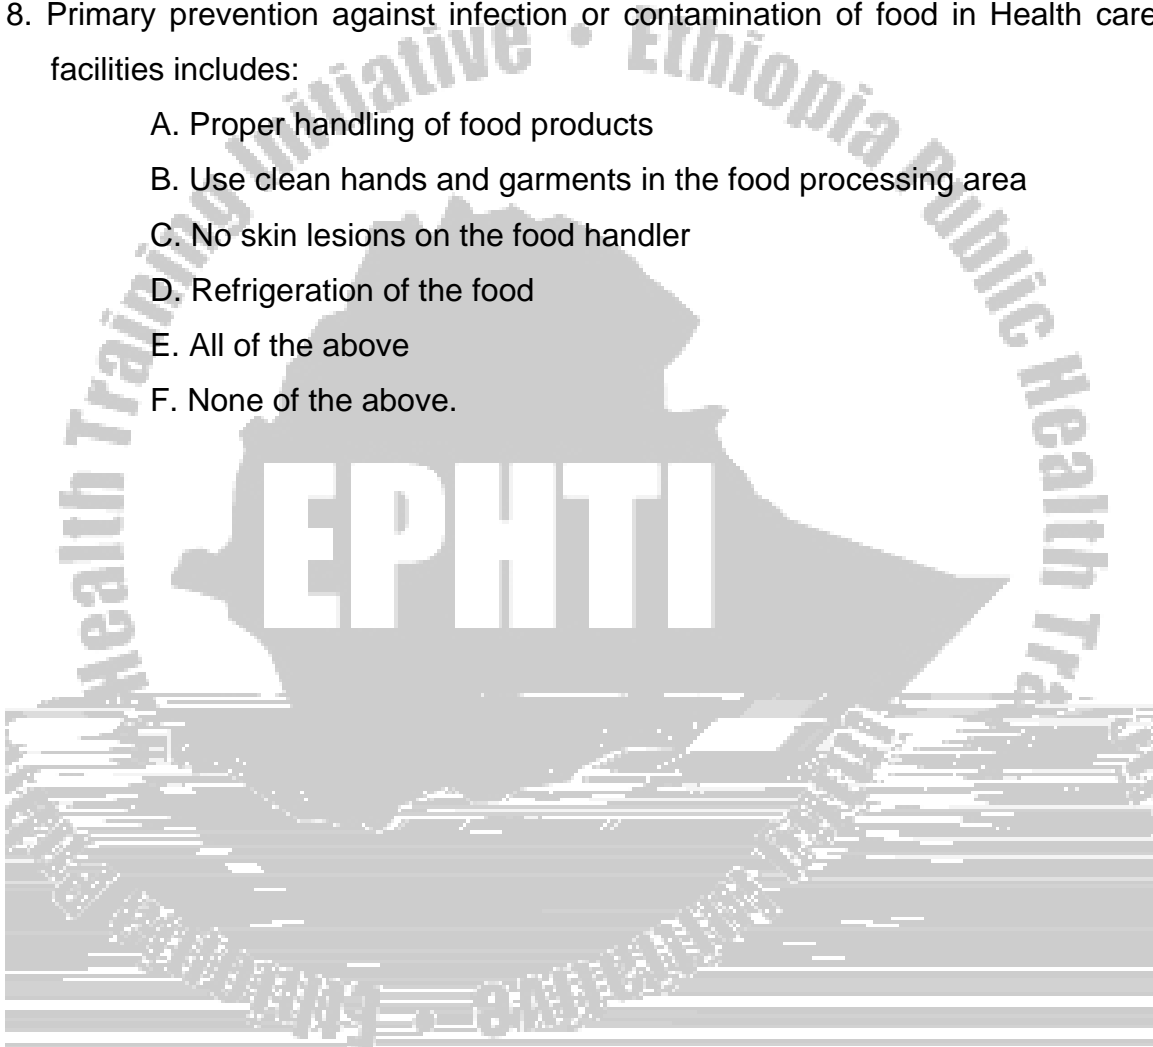 8. Primary prevention against infection or contamination of food in Health care
facilities includes:
A. Proper handling of food products
B. Use clean hands and garments in the food processing area
C. No skin lesions on the food handler
D. Refrigeration of the food
E. All of the above
F. None of the above.
Ethiopia Public Health Training Initiative
EPHTI